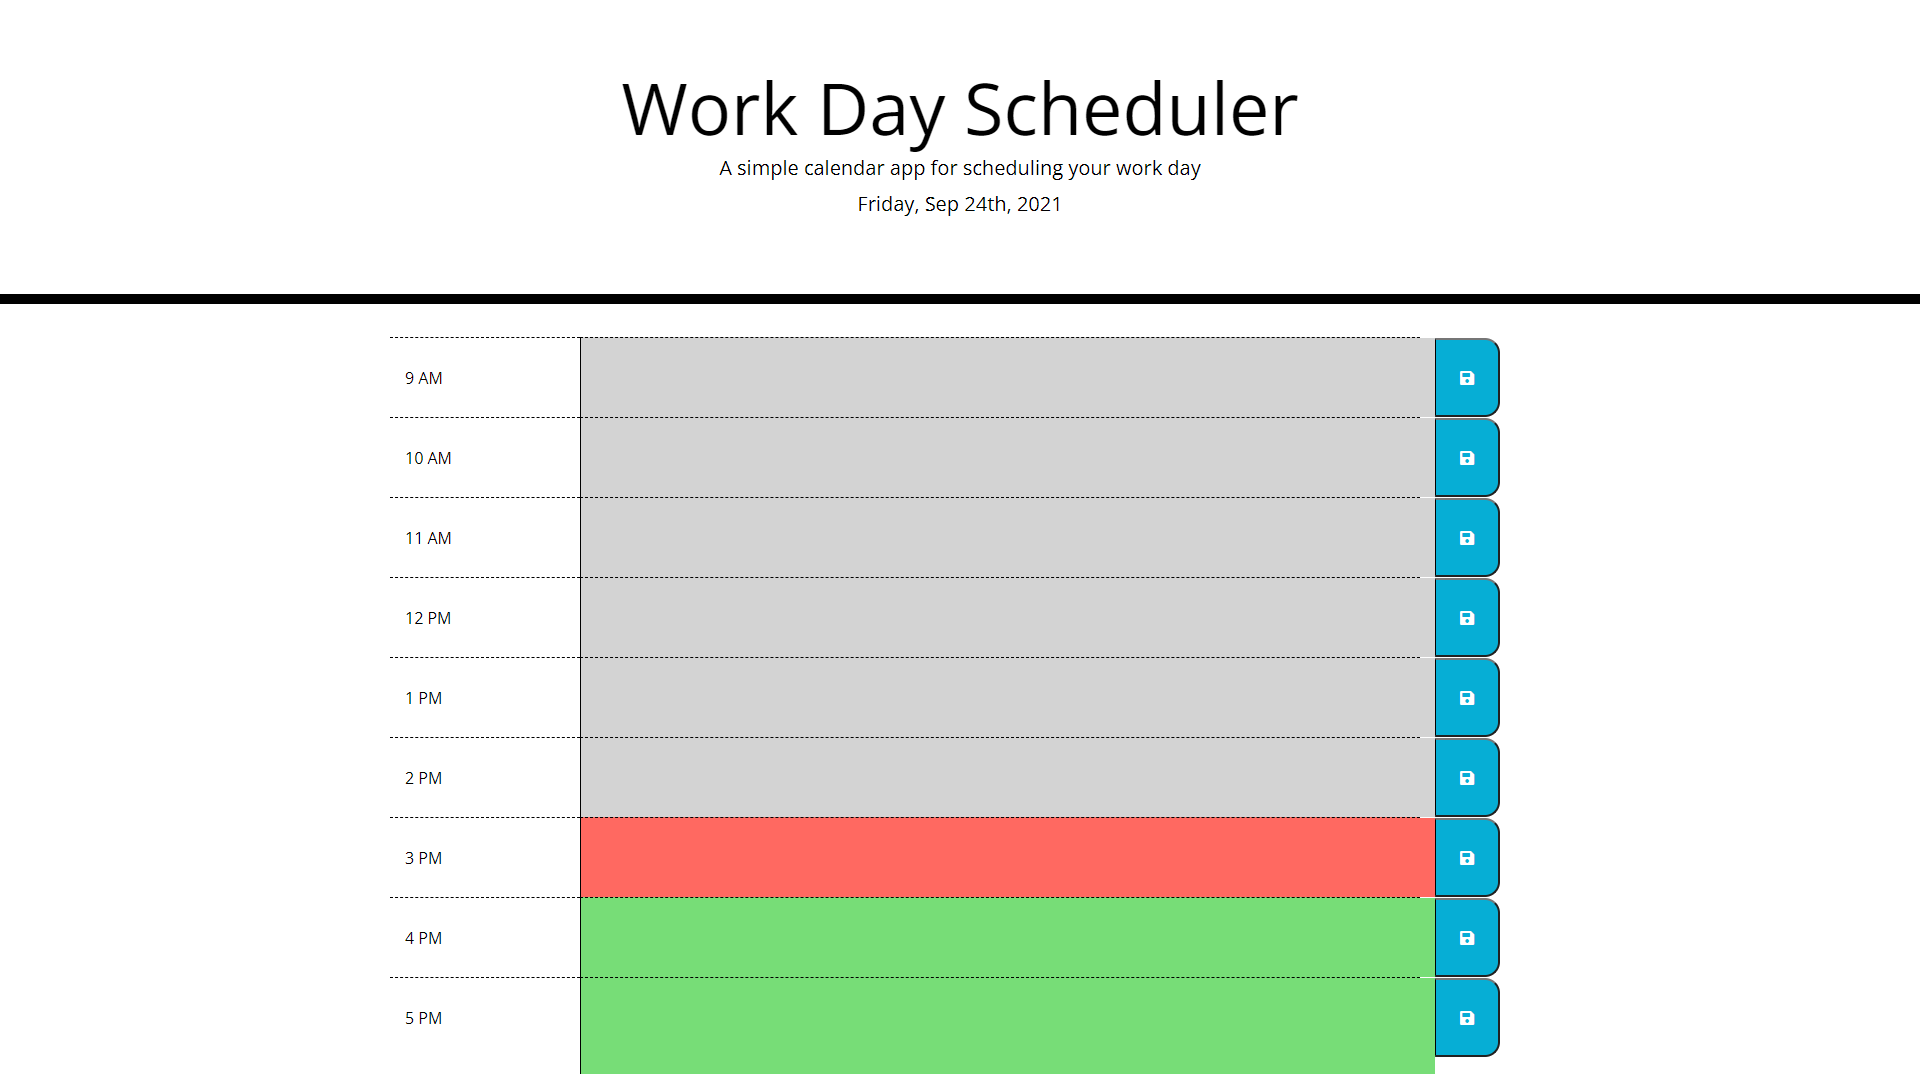 Work Day Scheduler
A simple calendar app for scheduling your work day
Friday, Sep 24th, 2021
9 AM
10 AM
11 AM
12 PM
1 PM
2 PM
3 PM
4 PM
5 PM